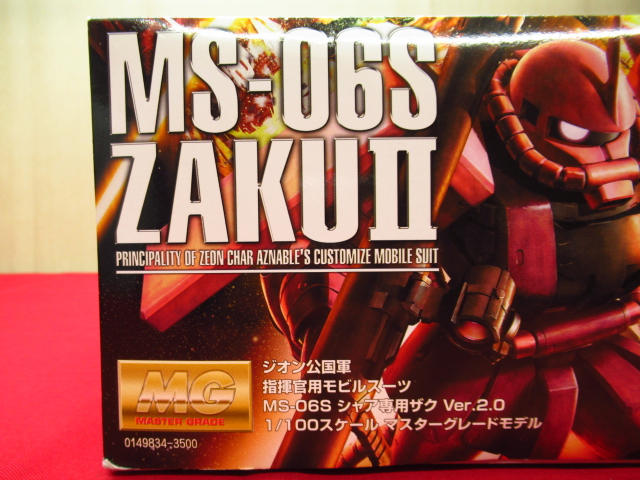 MS-06S
ZAKUII
PRINCIPALITY OF ZEON CHAR AZNABLE'S CUSTOMIZE MOBILE SUIT
MG
MASTER GRADE
0149834-3500
ジオン公国軍
指揮官用モビルスーツ
MS-06S シャア専用ザク Ver.2.0
1/100スケール マスターグレードモデル